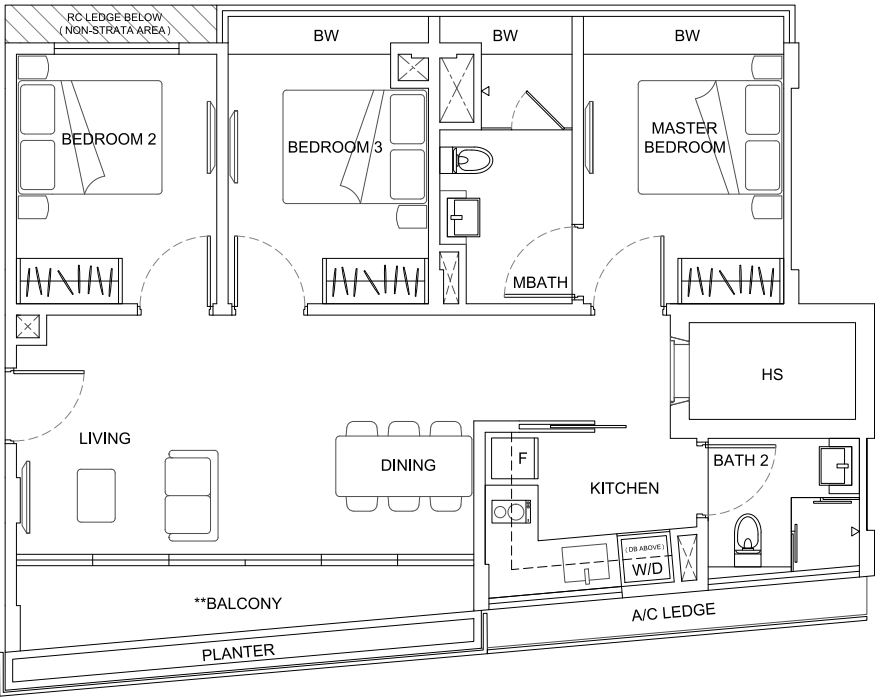 RC LEDGE BELOW
(NON-STRATA AREA)
BW
BW
BW
BEDROOM 2
BEDROOM 3
MASTER
BEDROOM
MBATH
HS
LIVING
DINING
F
KITCHEN
BATH 2
(DB ABOVE)
W/D
**BALCONY
A/C LEDGE
PLANTER